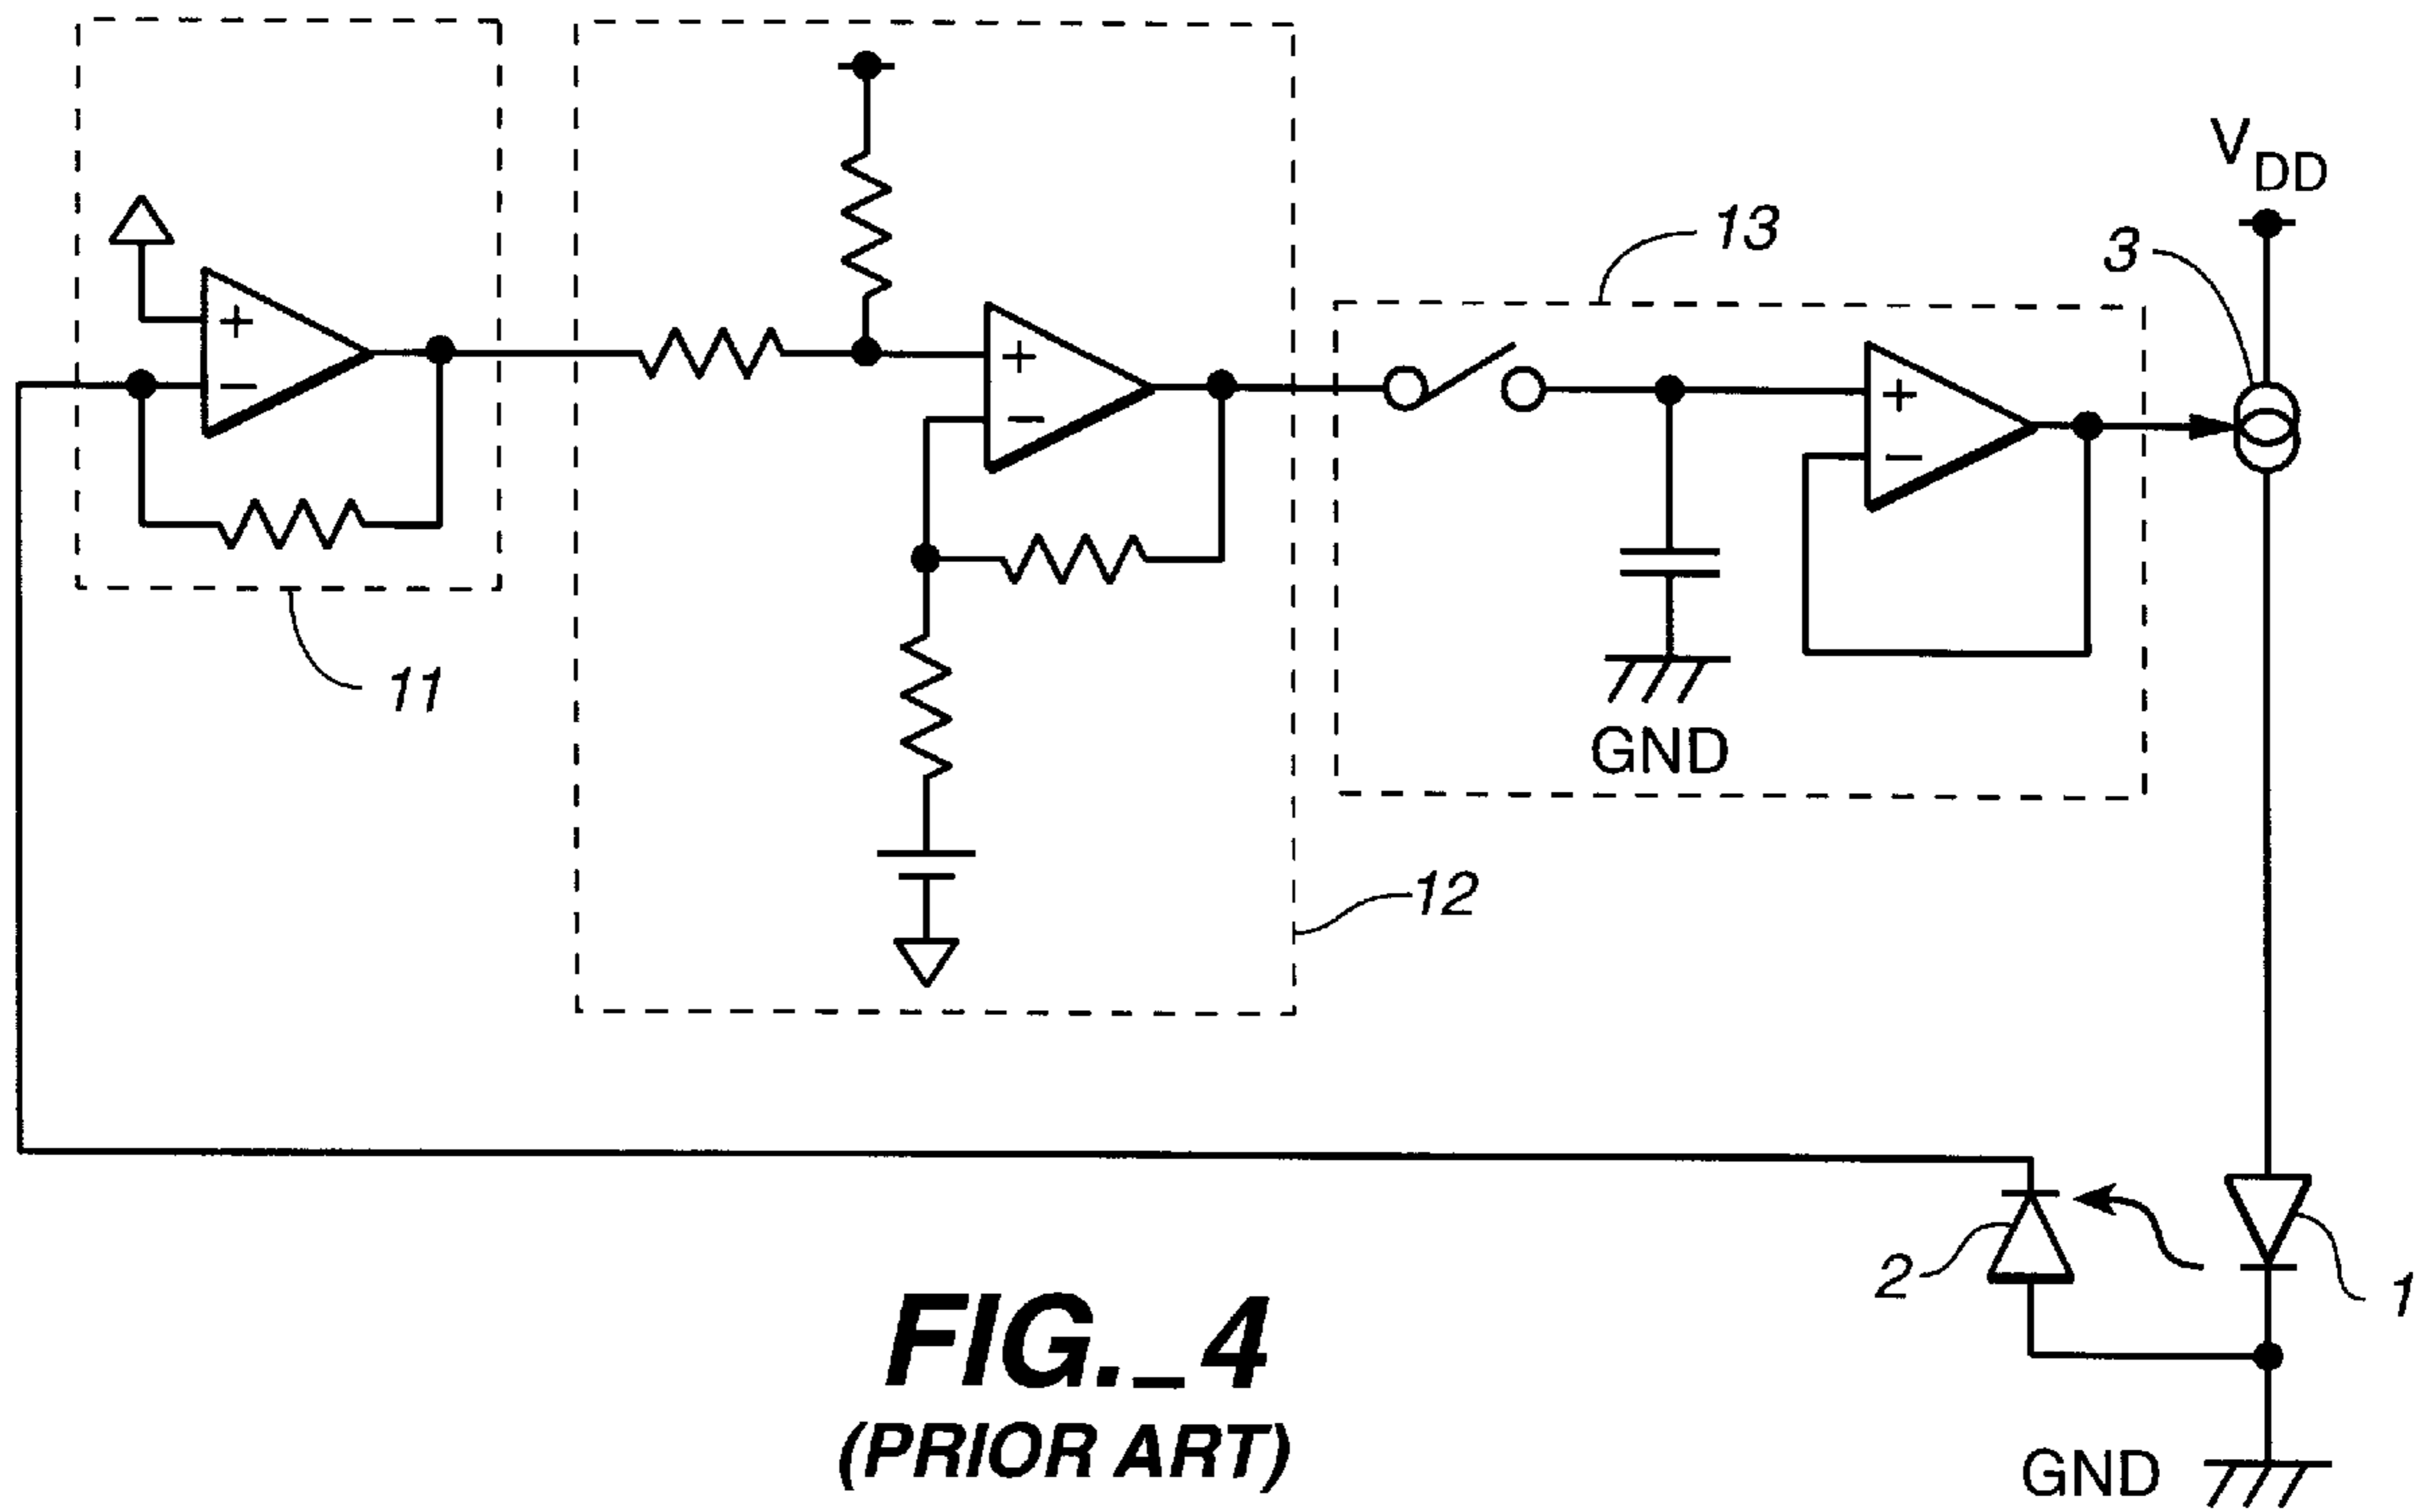 V DD
3
13
+
−
+
−
+
−
11
GND
12
2
1
FIG._4
(PRIOR ART)
GND